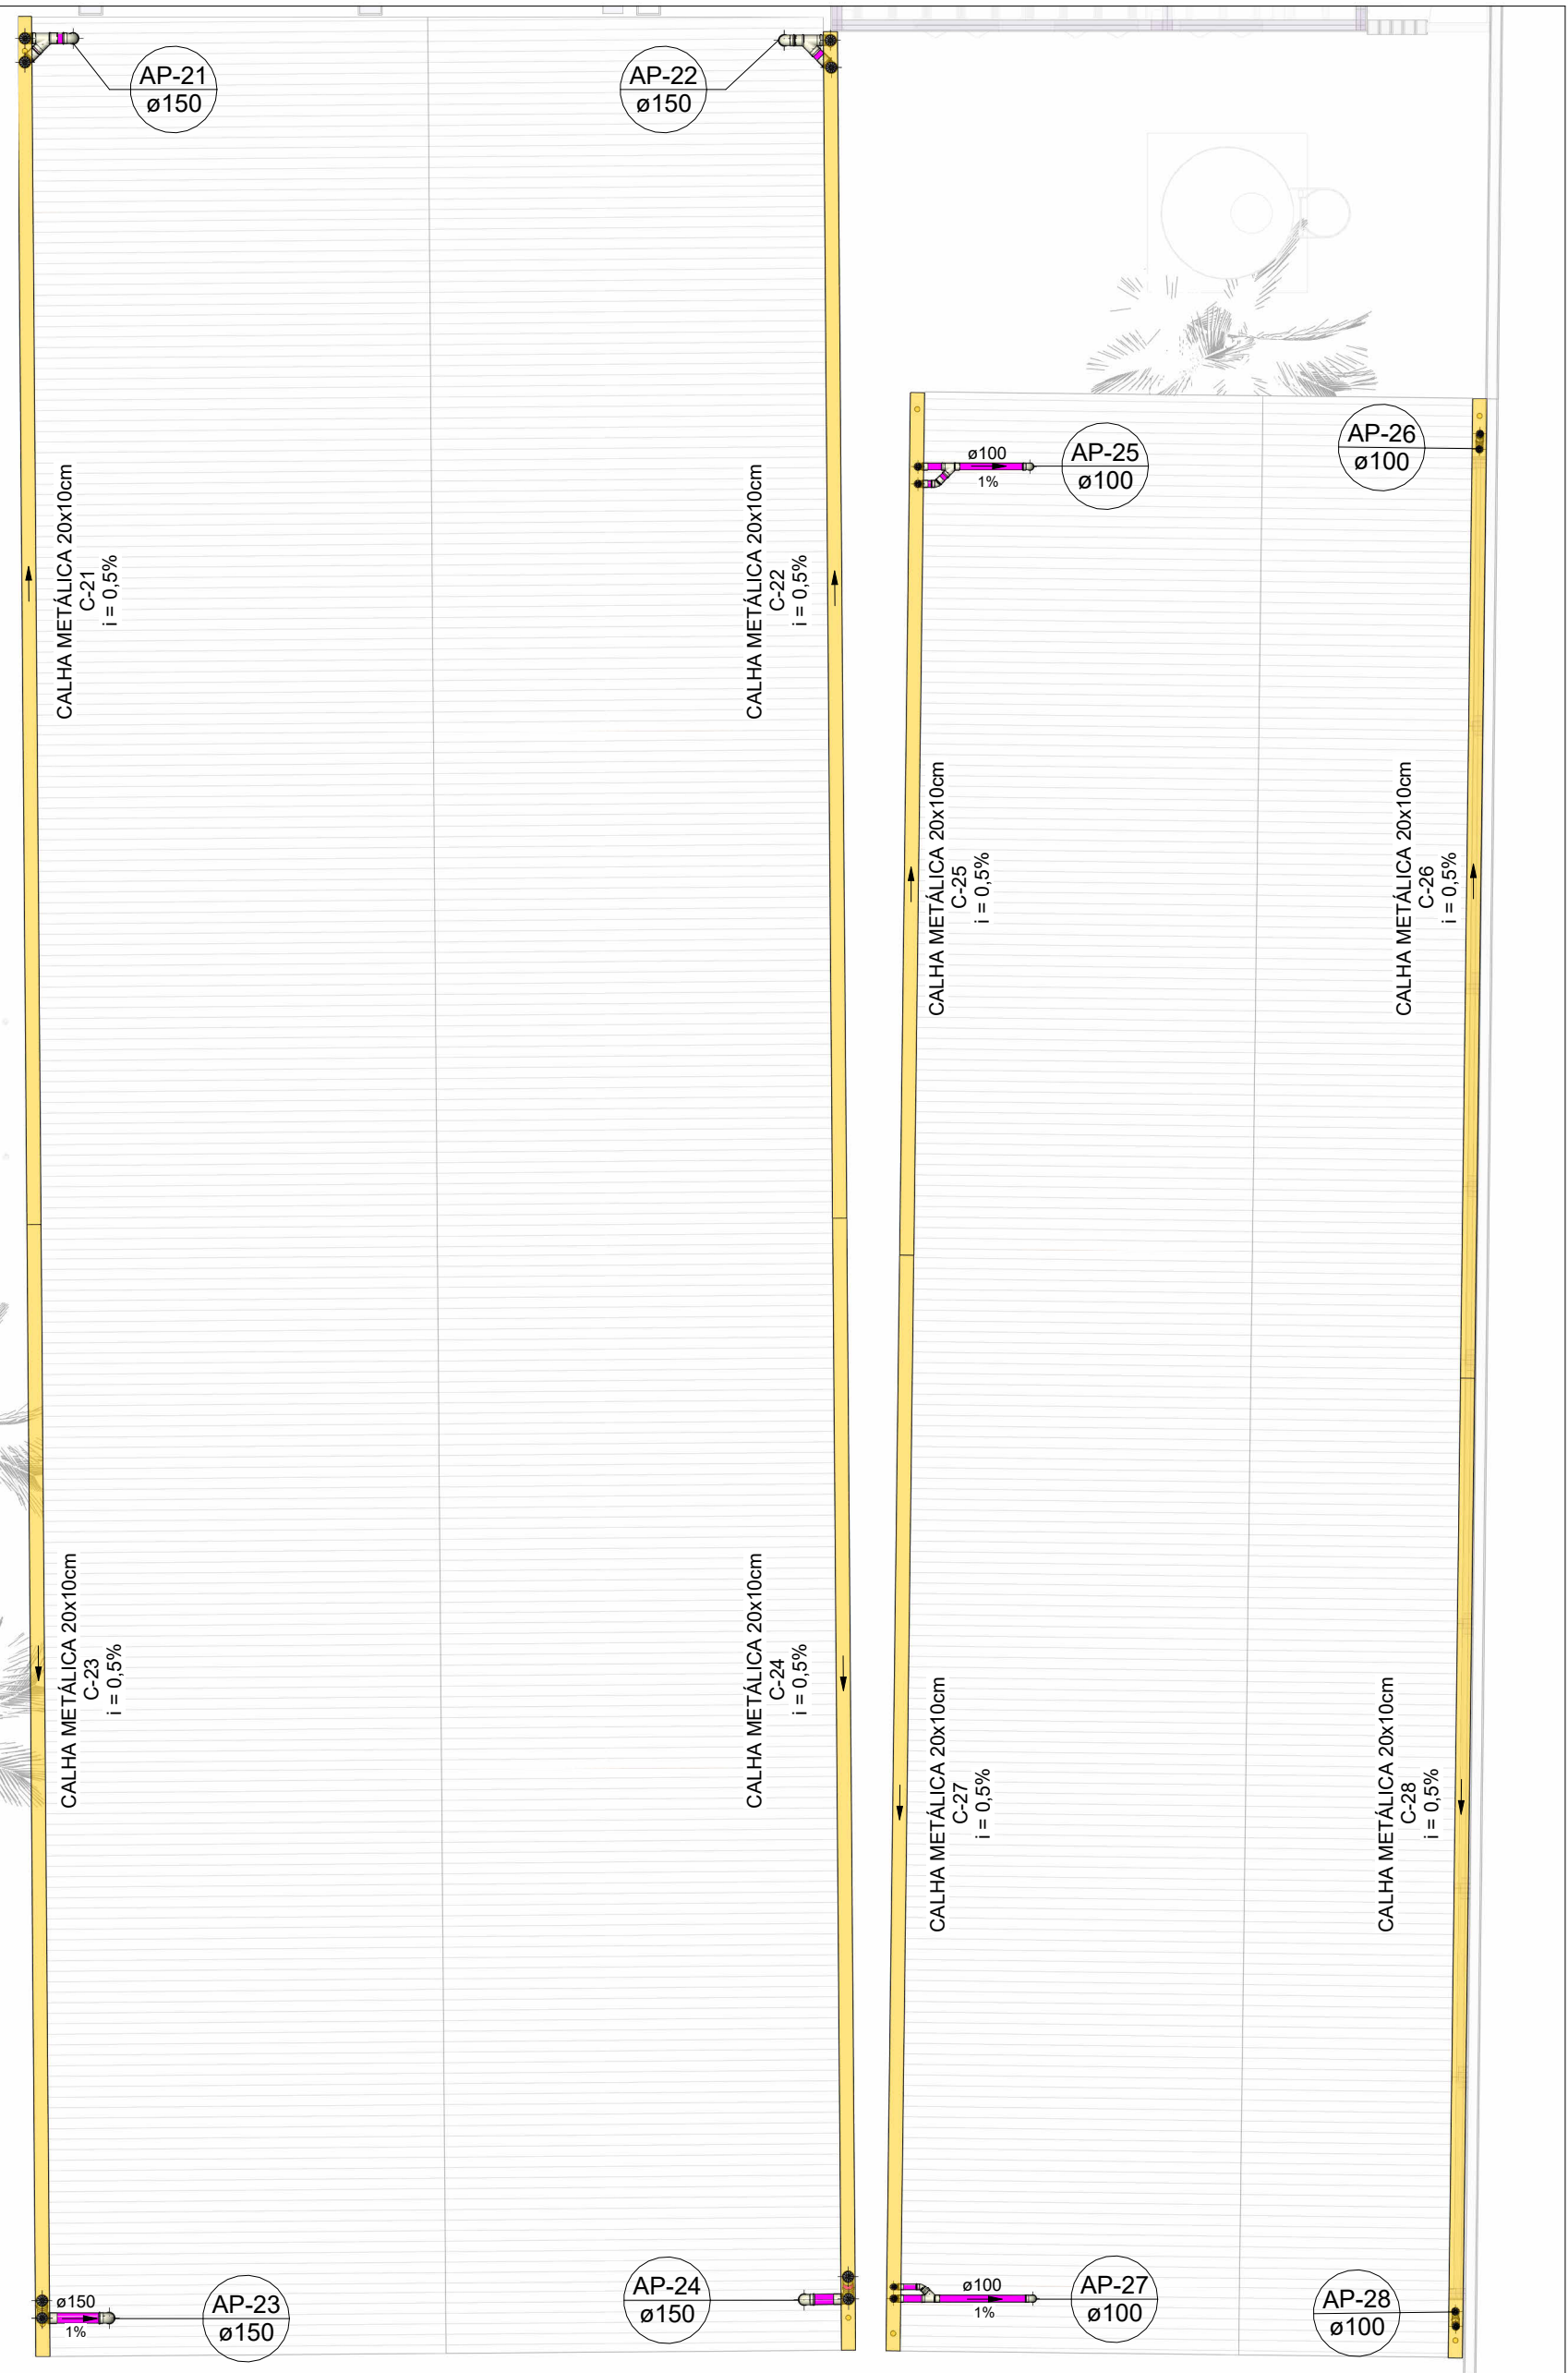 AP-21
ø150
AP-22
ø150
CALHA METÁLICA 20x10cm
C-21
i = 0,5%
CALHA METÁLICA 20x10cm
C-22
i = 0,5%
ø100
1%
AP-25
ø100
AP-26
ø100
CALHA METÁLICA 20x10cm
C-25
i = 0,5%
CALHA METÁLICA 20x10cm
C-26
i = 0,5%
CALHA METÁLICA 20x10cm
C-23
i = 0,5%
CALHA METÁLICA 20x10cm
C-24
i = 0,5%
CALHA METÁLICA 20x10cm
C-27
i = 0,5%
CALHA METÁLICA 20x10cm
C-28
i = 0,5%
ø150
1%
AP-23
ø150
AP-24
ø150
ø100
1%
AP-27
ø100
AP-28
ø100